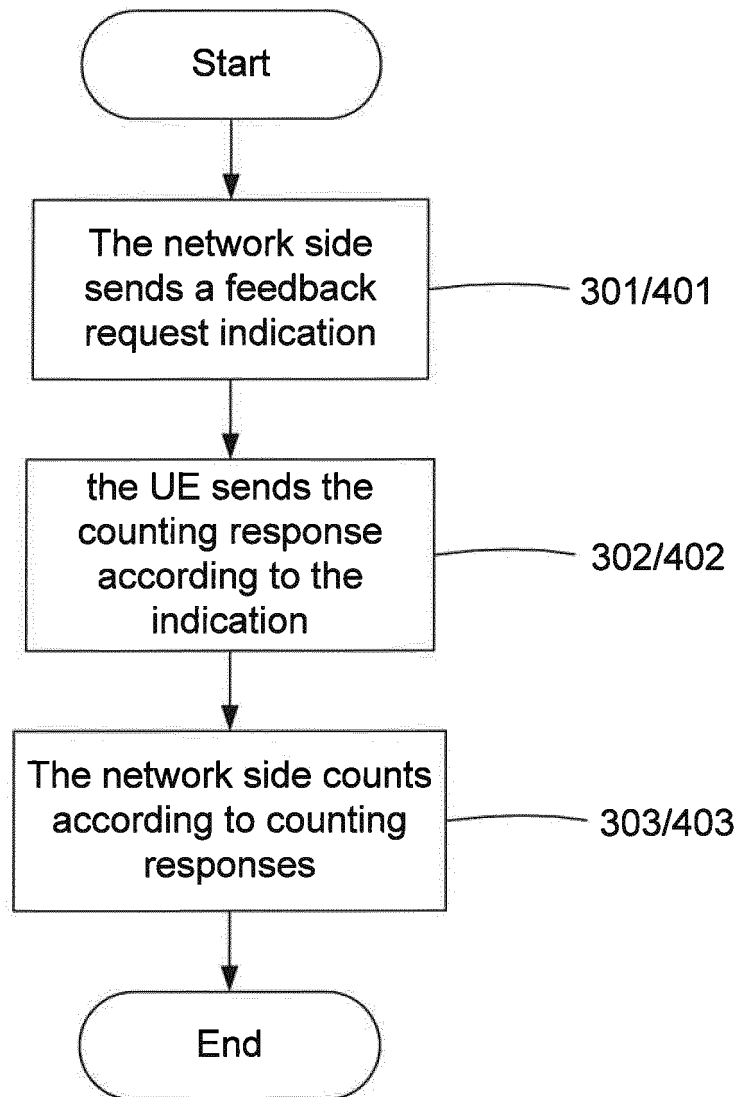 Start
The network side
sends a feedback
request indication
301/401
the UE sends the
counting response
according to the
indication
302/402
The network side counts
according to counting
responses
303/403
End